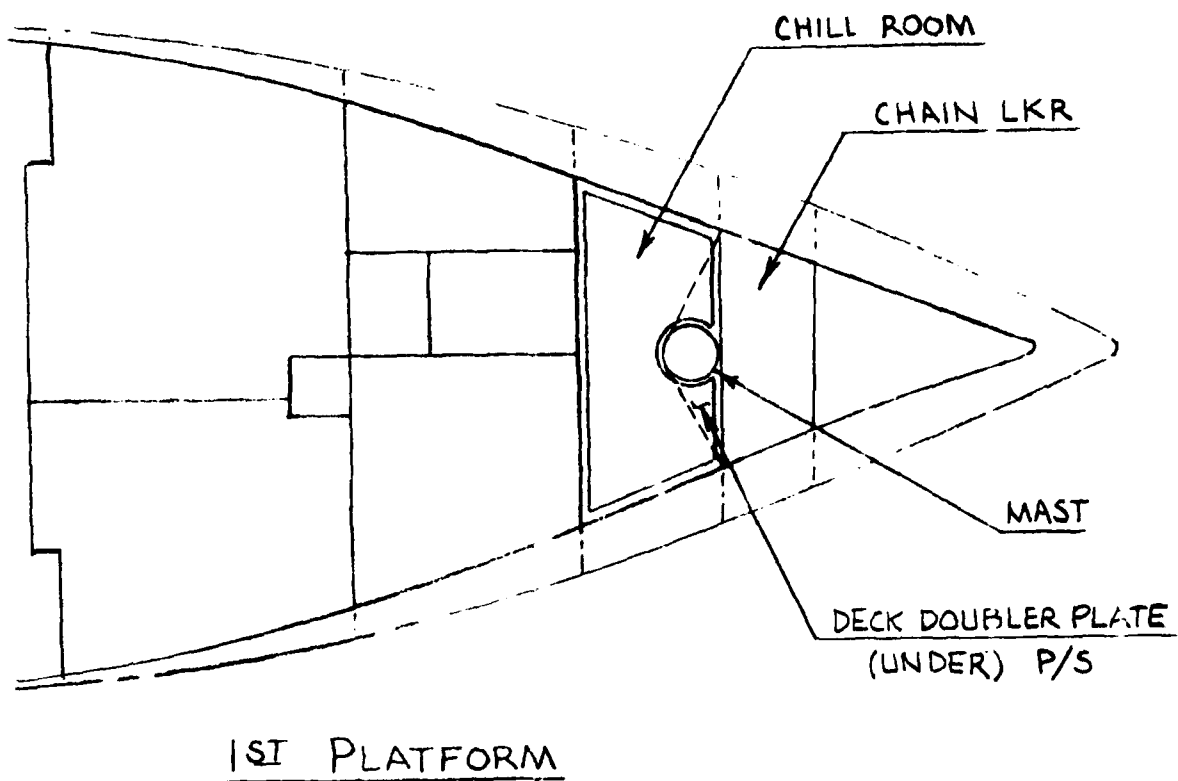 CHILL ROOM
CHAIN LKR
MAST
DECK DOUBLER PLATE
(UNDER) P/S
1ST PLATFORM